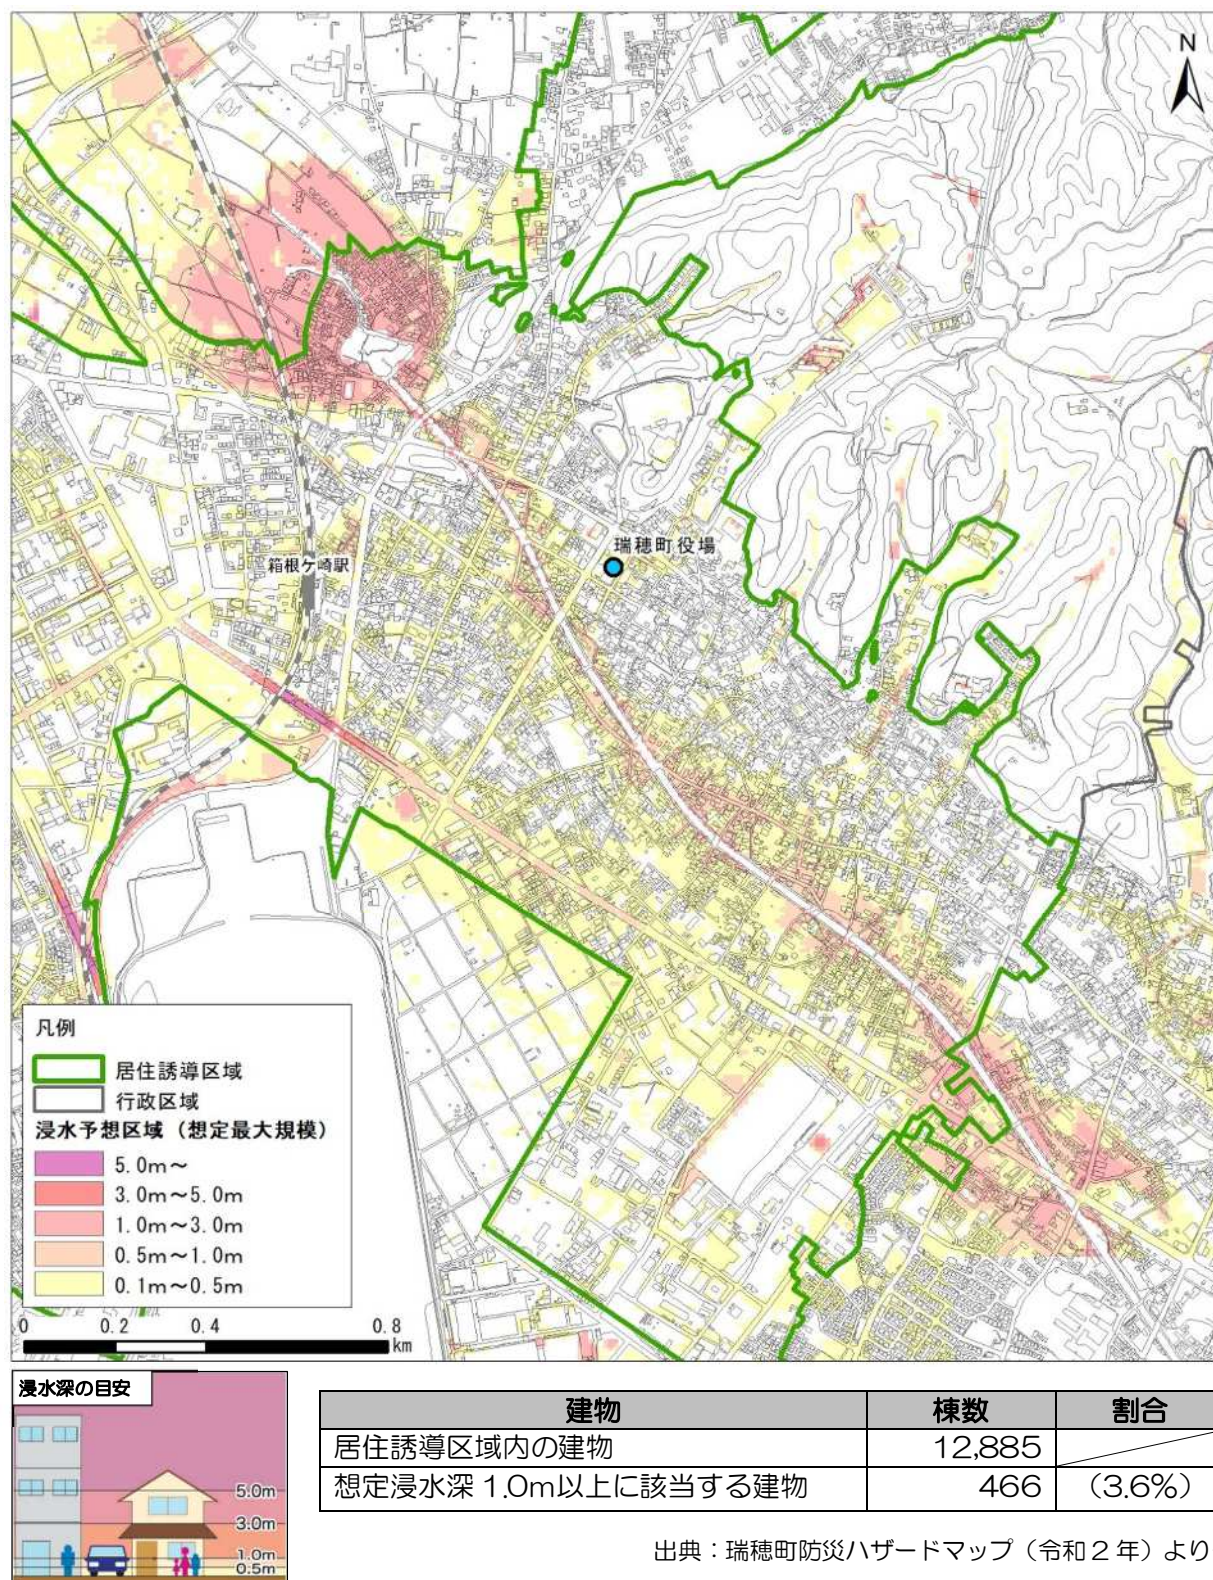 N
瑞穂町役場
箱根ケ崎駅
凡例
居住誘導区域
行政区域
浸水予想区域（想定最大規模）
5.0m～
3.0m～5.0m
1.0m～3.0m
0.5m～1.0m
0.1m～0.5m
0 0.2 0.4 0.8
km
浸水深の目安
5.0m
3.0m
1.0m
0.5m
建物 棟数 割合
居住誘導区域内の建物 12,885
想定浸水深 1.0m以上に該当する建物 466 （3.6%）
出典：瑞穂町防災ハザードマップ（令和２年）より